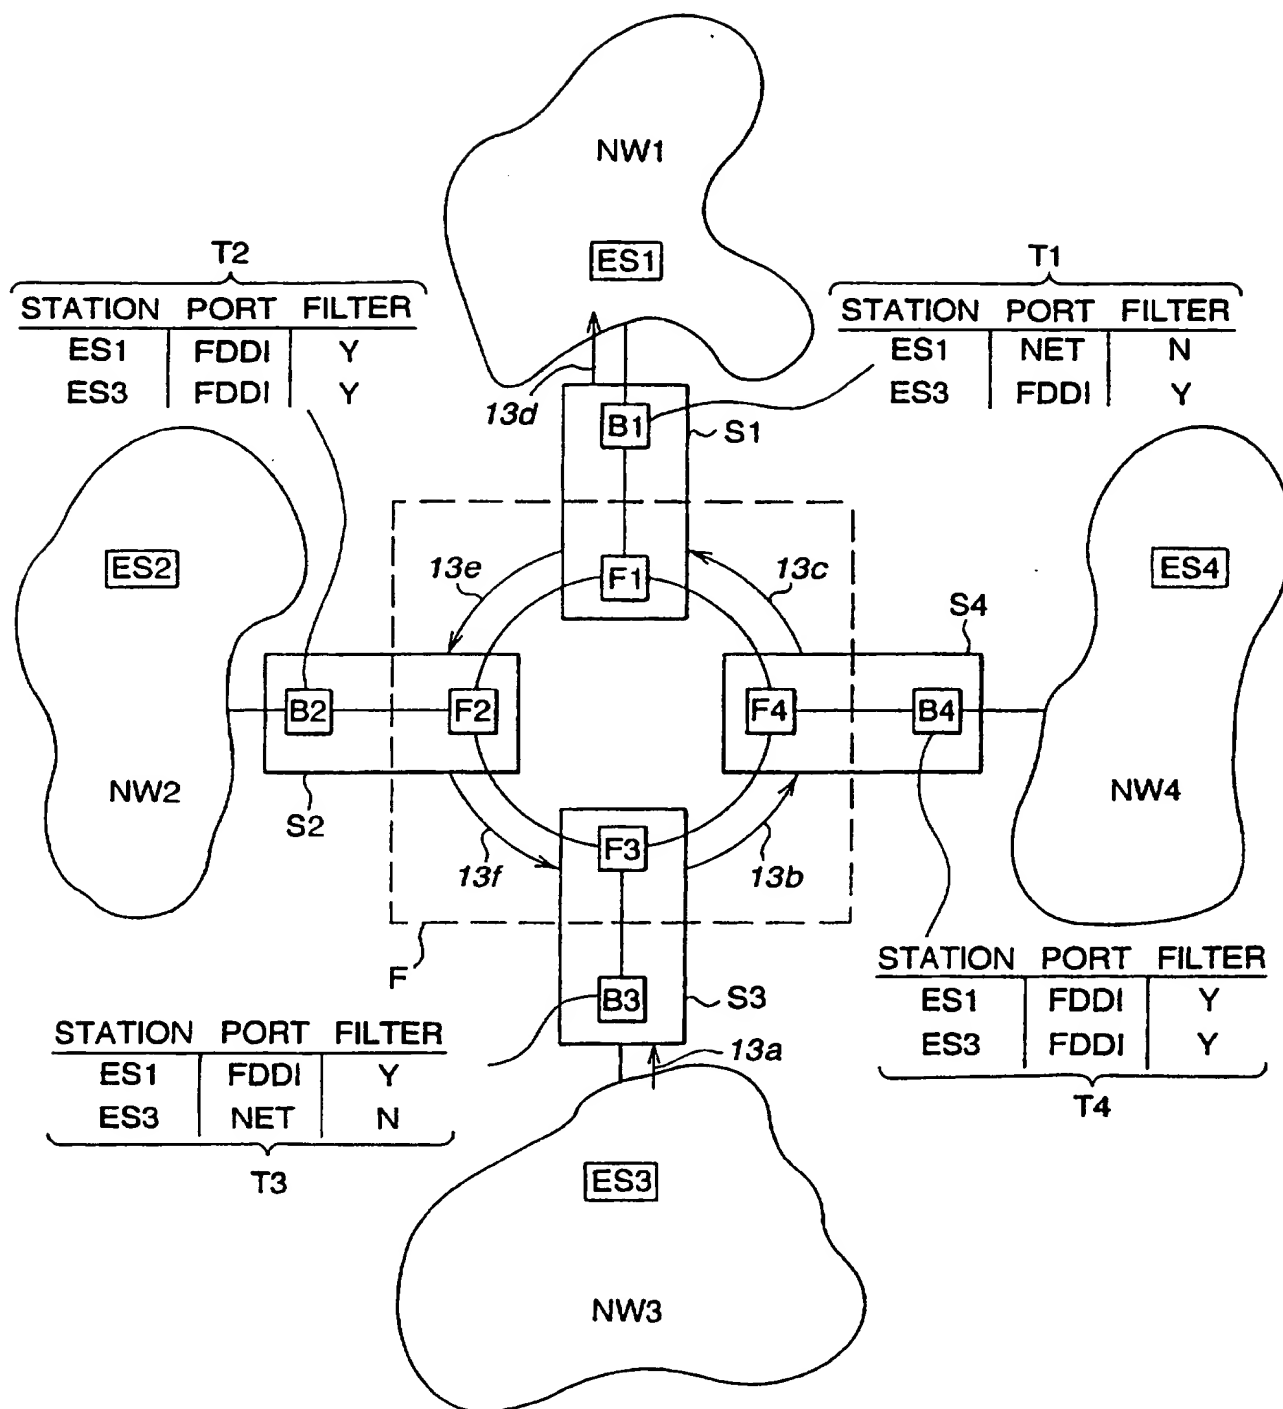 NW1
ES1
T2
STATION PORT FILTER
ES1 FDDI Y
ES3 FDDI Y
T1
STATION PORT FILTER
ES1 NET N
ES3 FDDI Y
13d
B1
S1
ES2
ES4
13e
F1
13c
S4
B2
F2
F4
B4
NW2
S2
NW4
13f
F3
13b
F
B3
S3
13a
STATION PORT FILTER
ES1 FDDI Y
ES3 FDDI Y
T4
STATION PORT FILTER
ES1 FDDI Y
ES3 NET N
T3
ES3
NW3